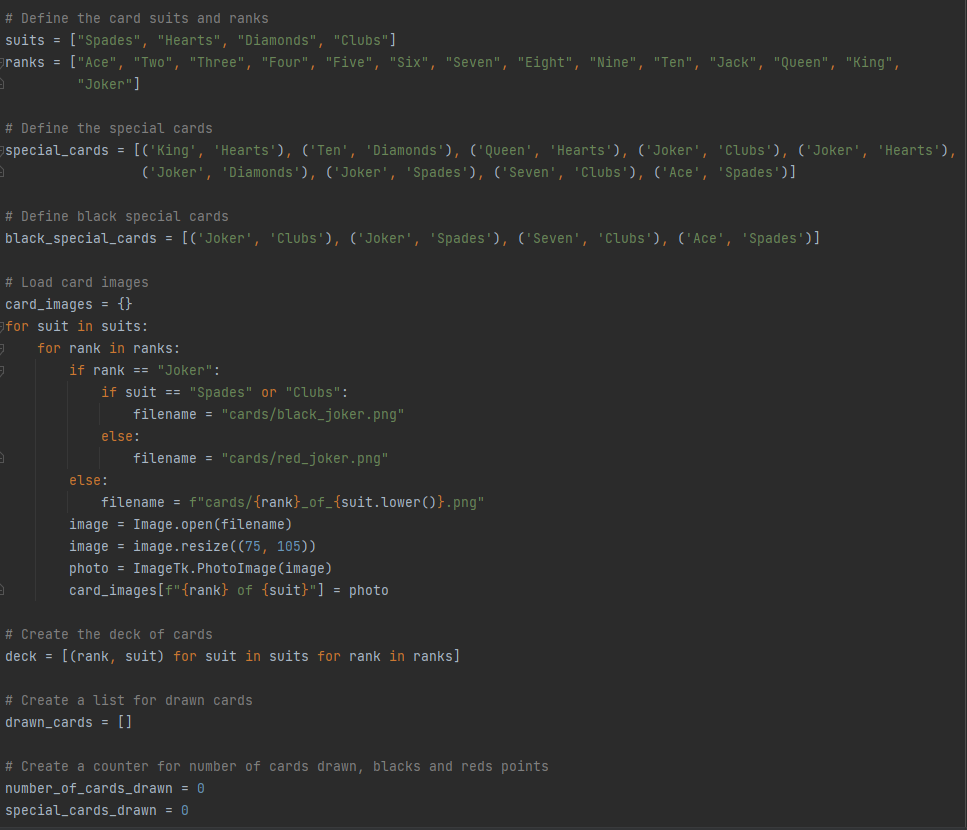 # Define the card suits and ranks
suits = ["Spades", "Hearts", "Diamonds", "Clubs"]
ranks = ["Ace", "Two", "Three", "Four", "Five", "Six", "Seven", "Eight", "Nine", "Ten", "Jack", "Queen", "King",
         "Joker"]

# Define the special cards
special_cards = [('King', 'Hearts'), ('Ten', 'Diamonds'), ('Queen', 'Hearts'), ('Joker', 'Clubs'), ('Joker', 'Hearts'),
                 ('Joker', 'Diamonds'), ('Joker', 'Spades'), ('Seven', 'Clubs'), ('Ace', 'Spades')]

# Define black special cards
black_special_cards = [('Joker', 'Clubs'), ('Joker', 'Spades'), ('Seven', 'Clubs'), ('Ace', 'Spades')]

# Load card images
card_images = {}
for suit in suits:
    for rank in ranks:
        if rank == "Joker":
            if suit == "Spades" or "Clubs":
                filename = "cards/black_joker.png"
            else:
                filename = "cards/red_joker.png"
        else:
            filename = f"cards/{rank}_of_{suit.lower()}.png"
        image = Image.open(filename)
        image = image.resize((75, 105))
        photo = ImageTk.PhotoImage(image)
        card_images[f"{rank} of {suit}"] = photo

# Create the deck of cards
deck = [(rank, suit) for suit in suits for rank in ranks]

# Create a list for drawn cards
drawn_cards = []

# Create a counter for number of cards drawn, blacks and reds points
number_of_cards_drawn = 0
special_cards_drawn = 0